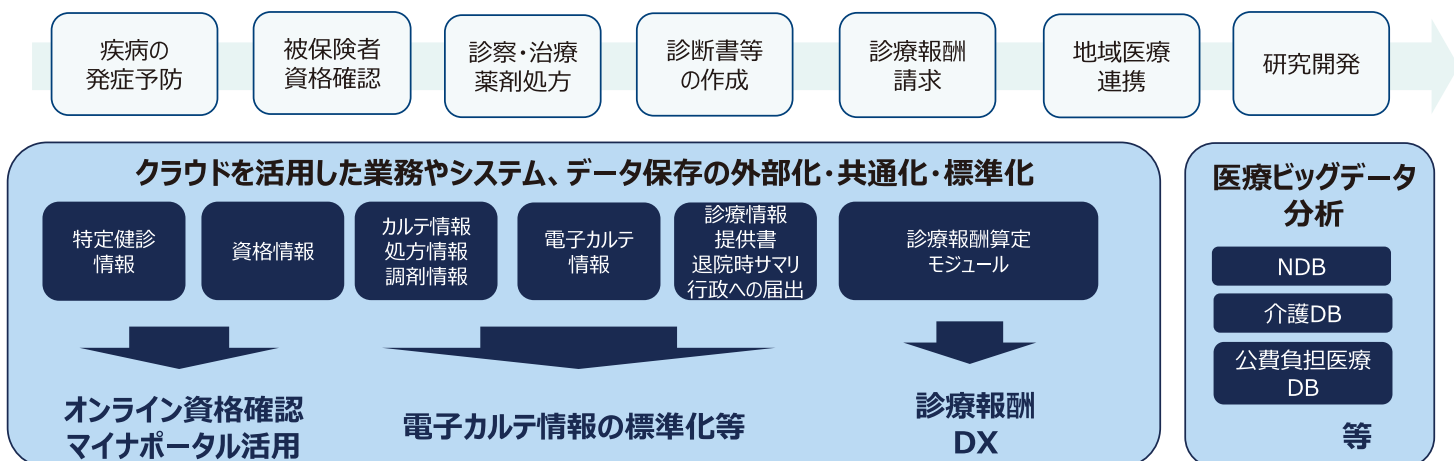 疾病の
発症予防
被保険者
資格確認
診察・治療
薬剤処方
診断書等
の作成
診療報酬
請求
地域医療
連携
研究開発
クラウドを活用した業務やシステム、データ保存の外部化・共通化・標準化
特定健診
情報
資格情報
カルテ情報
処方情報
調剤情報
電子カルテ
情報
診療情報
提供書
退院時サマリ
行政への届出
診療報酬算定
モジュール
オンライン資格確認
マイナポータル活用
電子カルテ情報の標準化等
診療報酬
DX
医療ビッグデータ
分析
NDB
介護DB
公費負担医療
DB
等